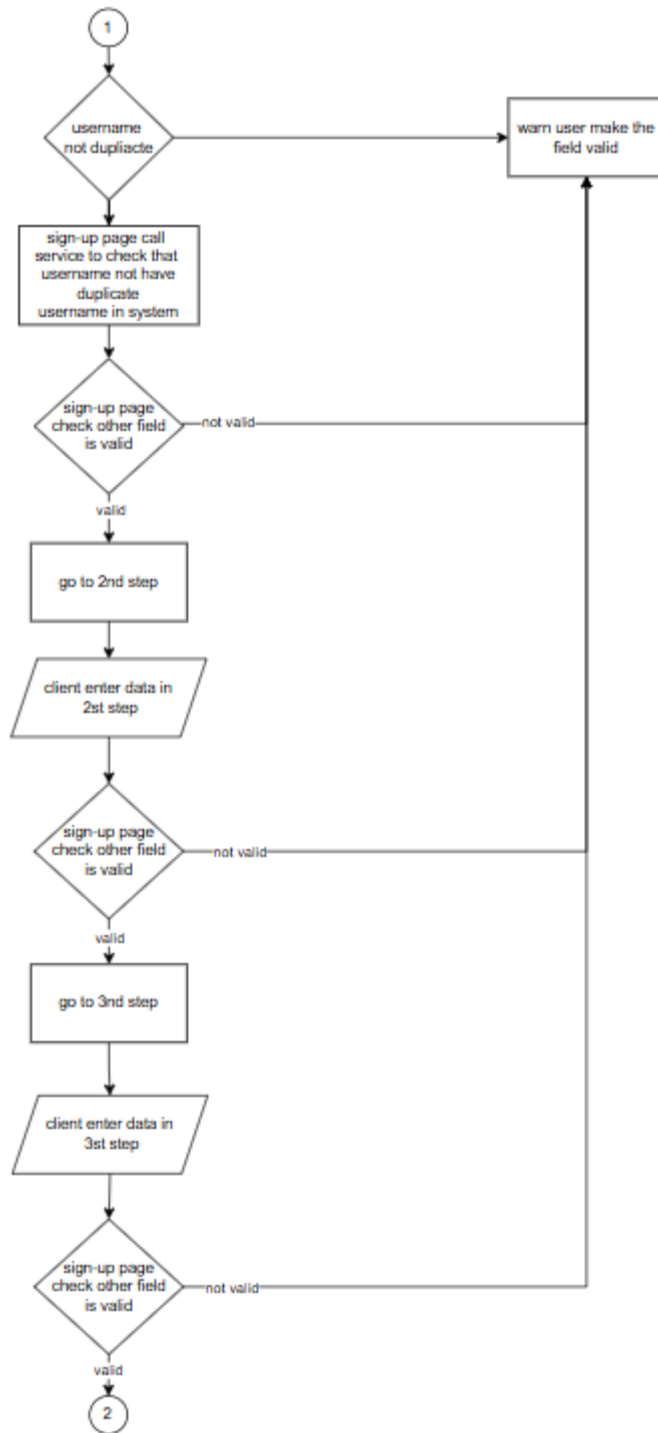 1
username
not dupliacte
warn user make the
field valid
sign-up page call
service to check that
username not have
duplicate
username in system
sign-up page
check other field
is valid
not valid
valid
go to 2nd step
client enter data in
2st step
sign-up page
check other field
is valid
not valid
valid
go to 3nd step
client enter data in
3st step
sign-up page
check other field
is valid
not valid
valid
2